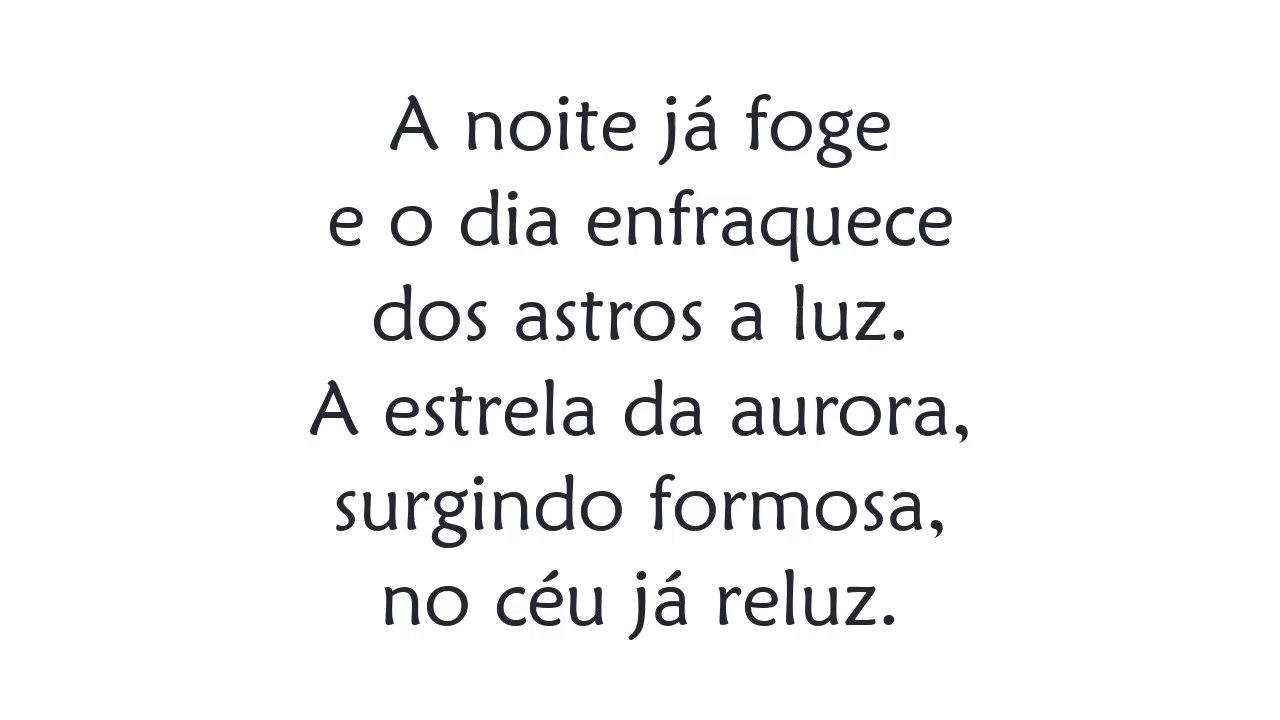 A noite já foge
e o dia enfraquece
dos astros a luz.
A estrela da aurora,
surgindo formosa,
no céu já reluz.